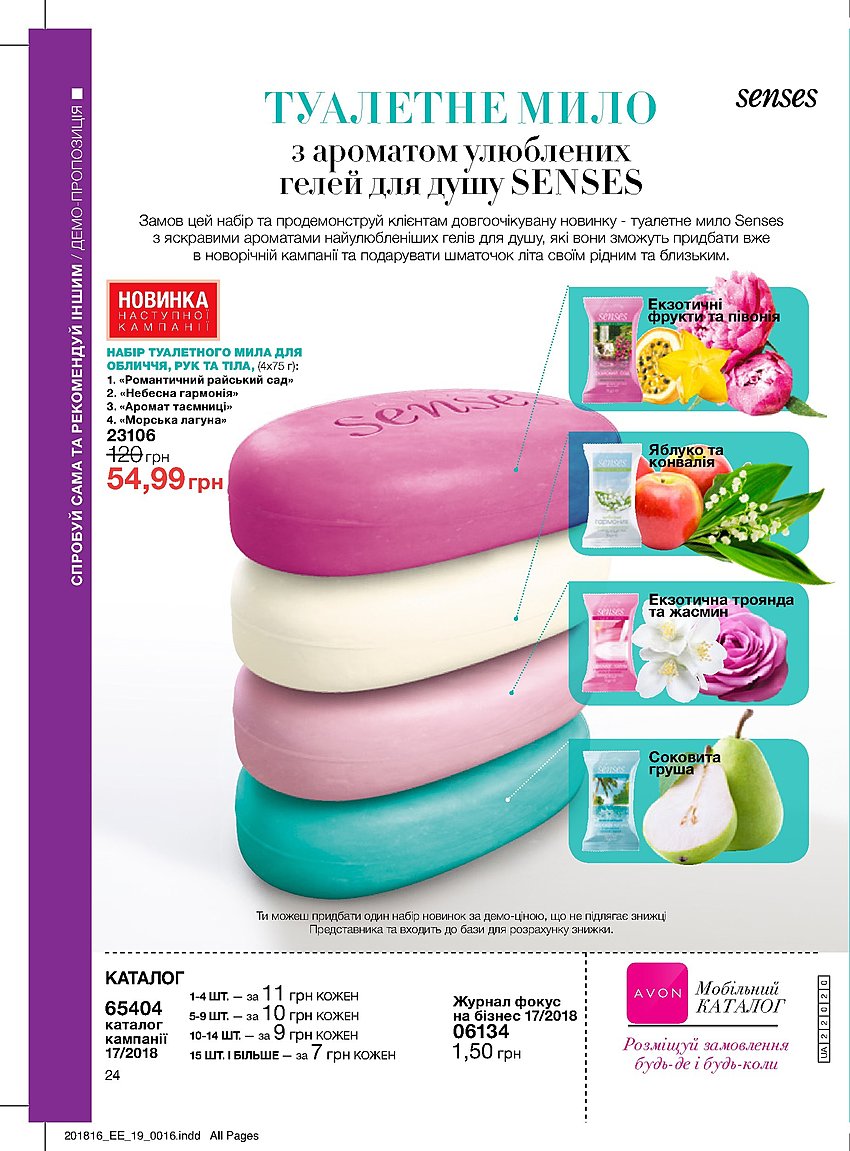 СПРОБУЙ САМА ТА РЕКОМЕНДУЙ ІНШИМ / ДЕМО-ПРОПОЗИЦІЯ
ТУАЛЕТНЕ МИЛО
senses
з ароматом улюблених
гелей для душу SENSES
Замов цей набір та продемонструй клієнтам довгоочікувану новинку - туалетне мило Senses
з яскравими ароматами найулюбленіших гелів для душу, які вони зможуть придбати вже
в новорічній кампанії та подарувати шматочок літа своїм рідним та близьким.
НОВИНКА
НАСТУПНОЇ
КАМПАНІЇ
НАБІР ТУАЛЕТНОГО МИЛА ДЛЯ
ОБЛИЧЧЯ, РУК ТА ТІЛА, (4x75 г):
1. «Романтичний райський сад»
2. «Небесна гармонія»
3. «Аромат таємниці»
4. «Морська лагуна»
23106
120 грн
54,99 грн
senses
senses
Екзотичні
фрукти та півонія
senses
гармония
Яблуко та
конвалія
senses
Екзотична троянда
та жасмин
senses
Соковита
груша
Ти можеш придбати один набір новинок за демо-ціною, що не підлягає знижці
Представника та входить до бази для розрахунку знижки.
КАТАЛОГ
65404
каталог
кампанії
17/2018
1-4 ШТ. — за 11 грн КОЖЕН
5-9 ШТ. — за 10 грн КОЖЕН
10-14 ШТ. — за 9 грн КОЖЕН
15 ШТ. І БІЛЬШЕ — за 7 грн КОЖЕН
Журнал фокус
на бізнес 17/2018
06134
1,50 грн
AVON
Мобільний
КАТАЛОГ
Розміщуй замовлення
будь-де і будь-коли
UA 2 2 0 2 0
24
201816_EE_19_0016.indd All Pages